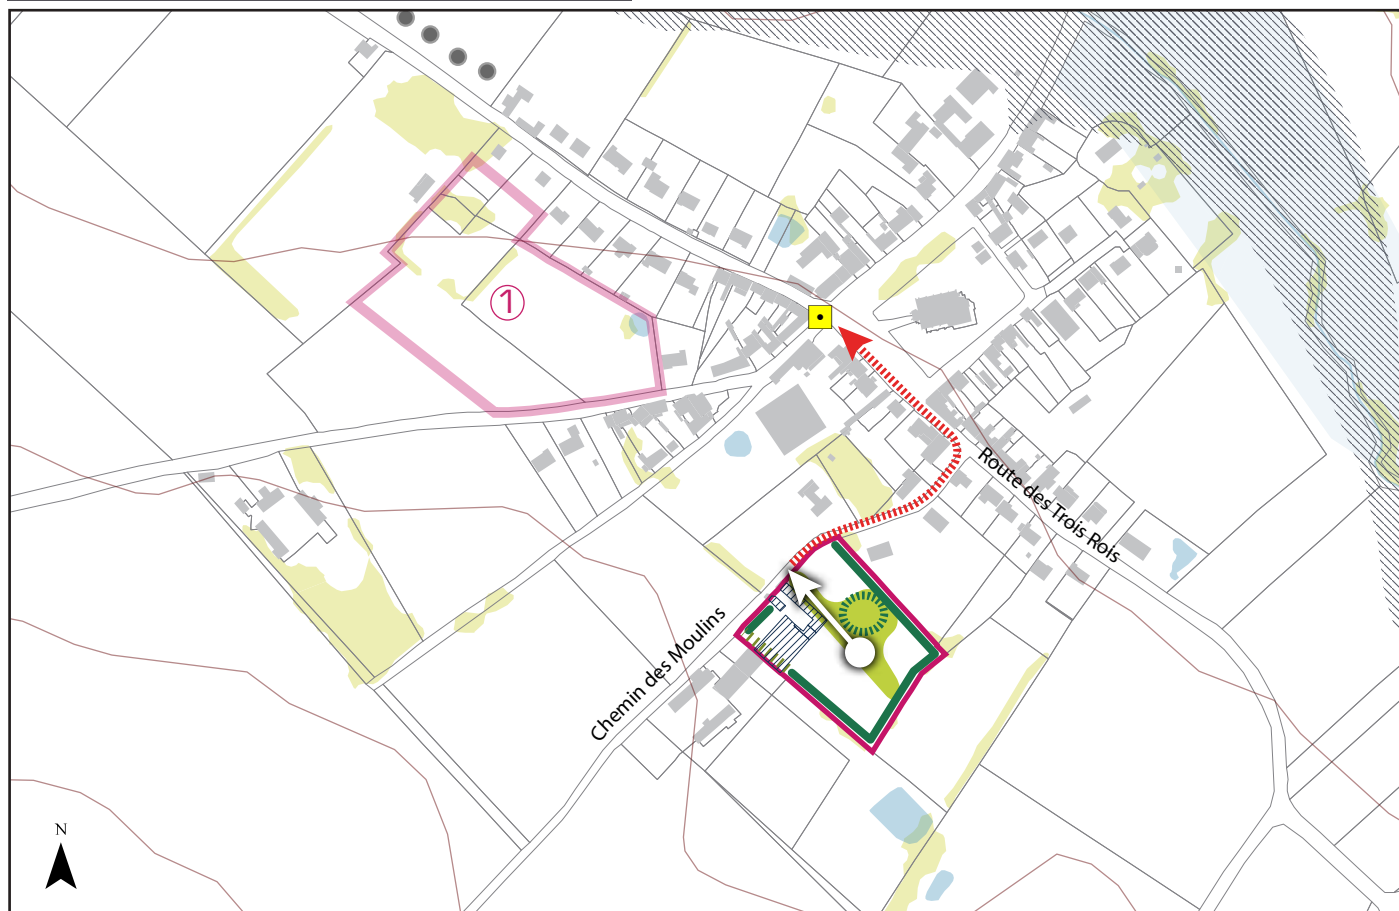 ①
Route des Trois Rois
Chemin des Moulins
N